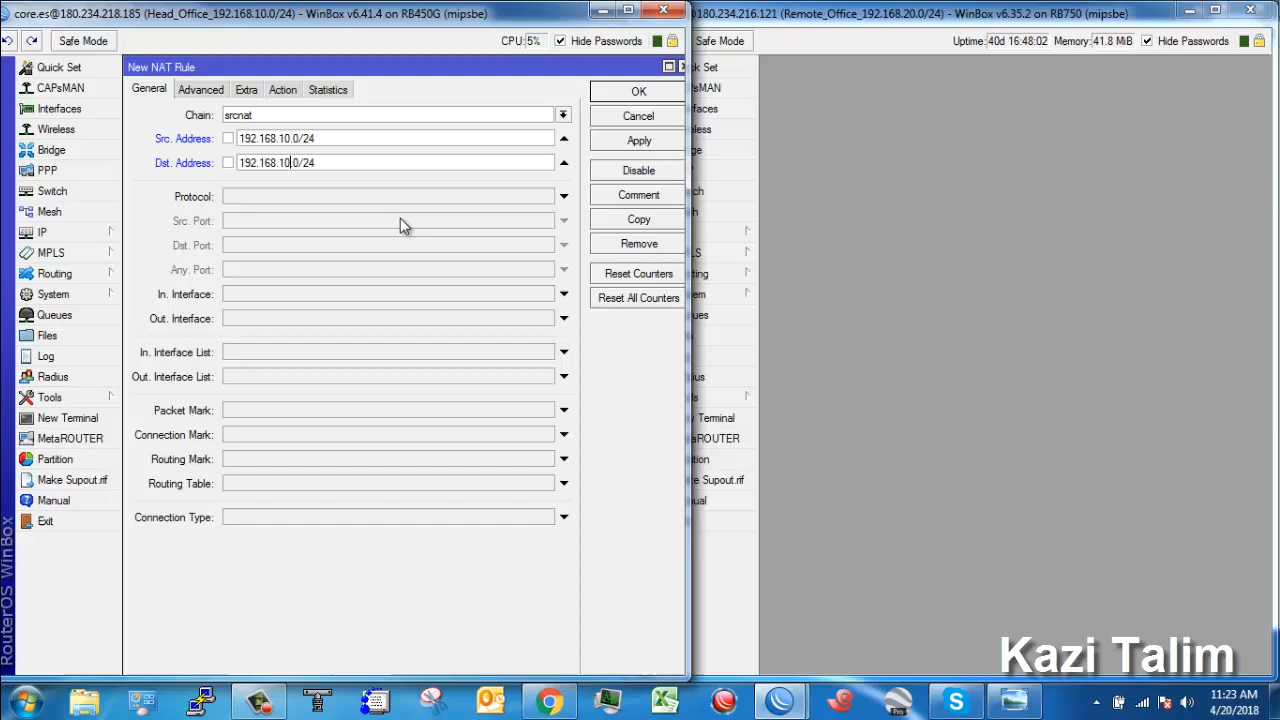 core.es@180.234.218.185 (Head_Office_192.168.10.0/24) - WinBox v6.41.4 on RB450G (mipsbe)
Safe Mode
CPU: 5%
Hide Passwords
New NAT Rule
General
Advanced
Extra
Action
Statistics
Quick Set
CAPsMAN
Interfaces
Wireless
Bridge
PPP
Switch
Mesh
IP
MPLS
Routing
System
Queues
Files
Log
Radius
Tools
New Terminal
MetaROUTER
Partition
Make Supout.rif
Manual
Exit
RouterOS WinBox
Chain: srcnat
Src. Address: 192.168.10.0/24
Dst. Address: 192.168.10.0/24
Protocol:
Src. Port:
Dst. Port:
Any. Port:
In. Interface:
Out. Interface:
In. Interface List:
Out. Interface List:
Packet Mark:
Connection Mark:
Routing Mark:
Routing Table:
Connection Type:
OK
Cancel
Apply
Disable
Comment
Copy
Remove
Reset Counters
Reset All Counters
180.234.216.121 (Remote_Office_192.168.20.0/24) - WinBox v6.35.2 on RB750 (mipsbe)
Safe Mode
Uptime: 40d 16:48:02 Memory: 41.8 MiB
Hide Passwords
Kazi Talim
11:23 AM
4/20/2018